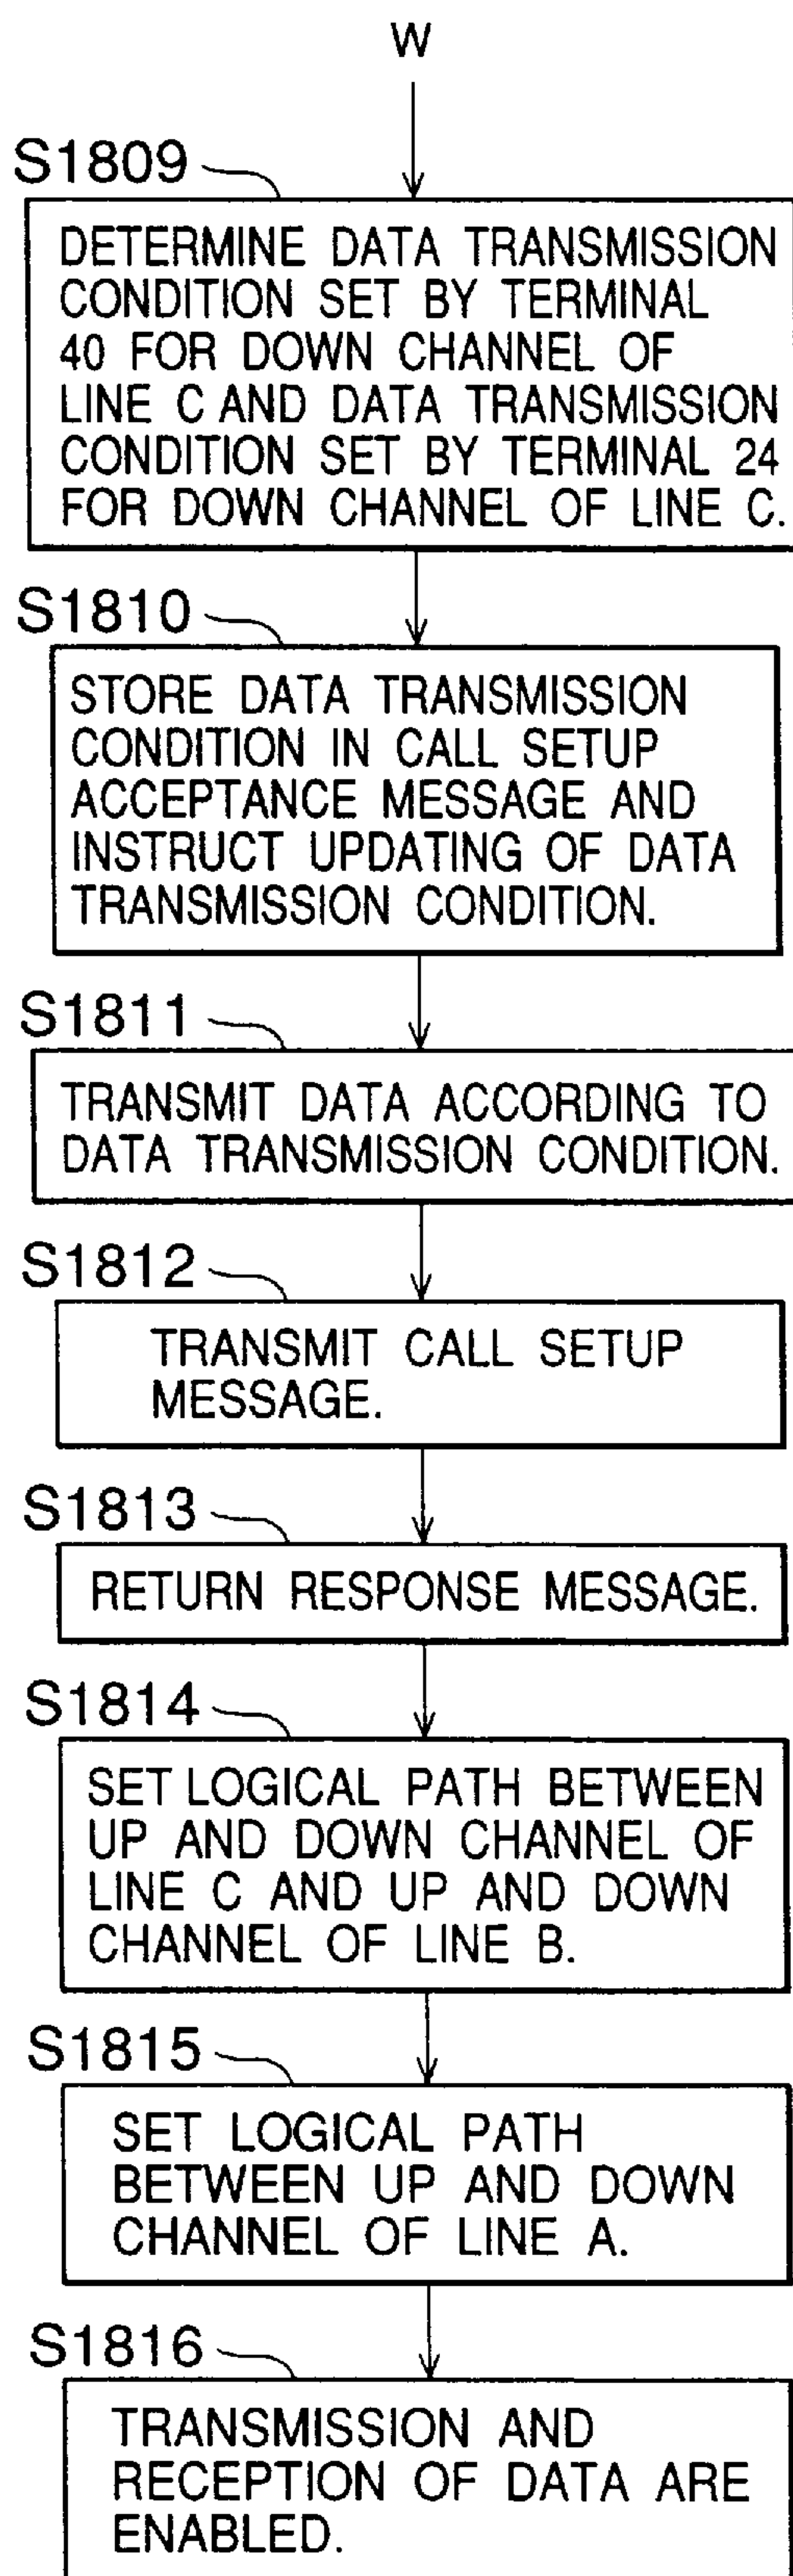 W
S1809
DETERMINE DATA TRANSMISSION
CONDITION SET BY TERMINAL
40 FOR DOWN CHANNEL OF
LINE C AND DATA TRANSMISSION
CONDITION SET BY TERMINAL 24
FOR DOWN CHANNEL OF LINE C.
S1810
STORE DATA TRANSMISSION
CONDITION IN CALL SETUP
ACCEPTANCE MESSAGE AND
INSTRUCT UPDATING OF DATA
TRANSMISSION CONDITION.
S1811
TRANSMIT DATA ACCORDING TO
DATA TRANSMISSION CONDITION.
S1812
TRANSMIT CALL SETUP
MESSAGE.
S1813
RETURN RESPONSE MESSAGE.
S1814
SET LOGICAL PATH BETWEEN
UP AND DOWN CHANNEL OF
LINE C AND UP AND DOWN
CHANNEL OF LINE B.
S1815
SET LOGICAL PATH
BETWEEN UP AND DOWN
CHANNEL OF LINE A.
S1816
TRANSMISSION AND
RECEPTION OF DATA ARE
ENABLED.